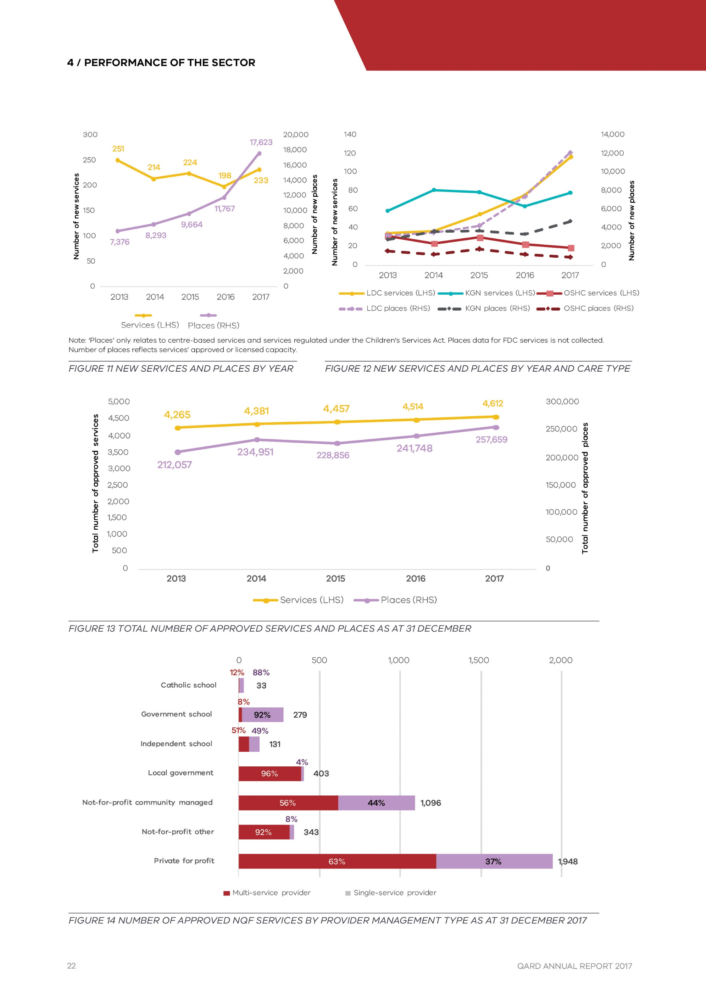 4 / PERFORMANCE OF THE SECTOR
300
250
200
150
100
50
0
Number of new services
251
214
224
198
233
7,376
8,293
9,664
11,767
17,623
20,000
18,000
16,000
14,000
12,000
10,000
8,000
6,000
4,000
2,000
0
Number of new places
2013 2014 2015 2016 2017
Services (LHS) Places (RHS)
140
120
100
80
60
40
20
0
Number of new services
14,000
12,000
10,000
8,000
6,000
4,000
2,000
0
Number of new places
2013 2014 2015 2016 2017
LDC services (LHS) KGN services (LHS) OSHC services (LHS)
LDC places (RHS) KGN places (RHS) OSHC places (RHS)
Note: ‘Places’ only relates to centre-based services and services regulated under the Children’s Services Act. Places data for FDC services is not collected.
Number of places reflects services’ approved or licensed capacity.
FIGURE 11 NEW SERVICES AND PLACES BY YEAR
FIGURE 12 NEW SERVICES AND PLACES BY YEAR AND CARE TYPE
5,000
4,500
4,000
3,500
3,000
2,500
2,000
1,500
1,000
500
0
Total number of approved services
4,265
4,381
4,457
4,514
4,612
212,057
234,951
228,856
241,748
257,659
300,000
250,000
200,000
150,000
100,000
50,000
0
Total number of approved places
2013 2014 2015 2016 2017
Services (LHS) Places (RHS)
FIGURE 13 TOTAL NUMBER OF APPROVED SERVICES AND PLACES AS AT 31 DECEMBER
0 500 1,000 1,500 2,000
12% 88%
Catholic school 33
8%
Government school 92% 279
51% 49%
Independent school 131
4%
Local government 96% 403
Not-for-profit community managed 56% 44% 1,096
8%
Not-for-profit other 92% 343
Private for profit 63% 37% 1,948
Multi-service provider Single-service provider
FIGURE 14 NUMBER OF APPROVED NQF SERVICES BY PROVIDER MANAGEMENT TYPE AS AT 31 DECEMBER 2017
22
QARD ANNUAL REPORT 2017